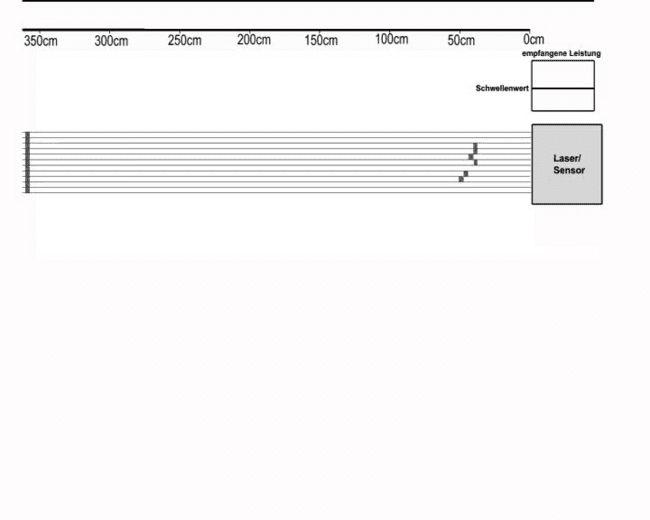 350cm 300cm 250cm 200cm 150cm 100cm 50cm 0cm
empfangene Leistung
Schwellenwert
Laser/
Sensor